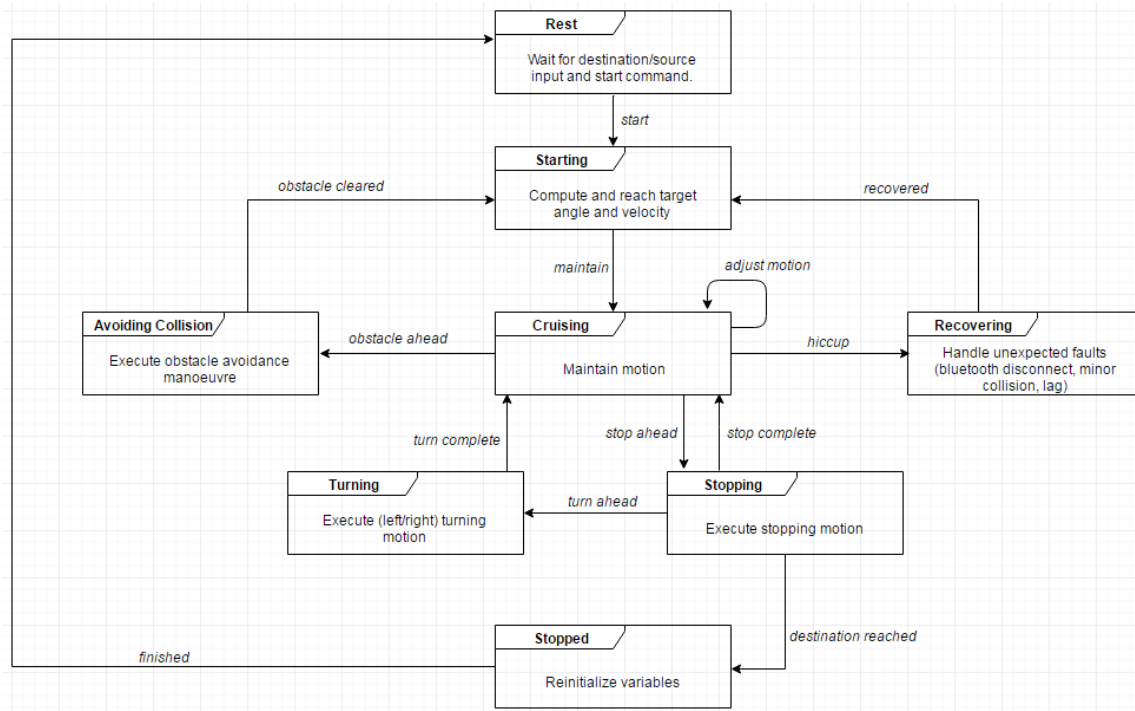 Rest
Wait for destination/source
input and start command.
start
Starting
Compute and reach target
angle and velocity
obstacle cleared
recovered
maintain
adjust motion
Avoiding Collision
Execute obstacle avoidance
manoeuvre
obstacle ahead
Cruising
Maintain motion
hiccup
Recovering
Handle unexpected faults
(bluetooth disconnect, minor
collision, lag)
turn complete
stop ahead
stop complete
Turning
Execute (left/right) turning
motion
turn ahead
Stopping
Execute stopping motion
destination reached
Stopped
Reinitialize variables
finished